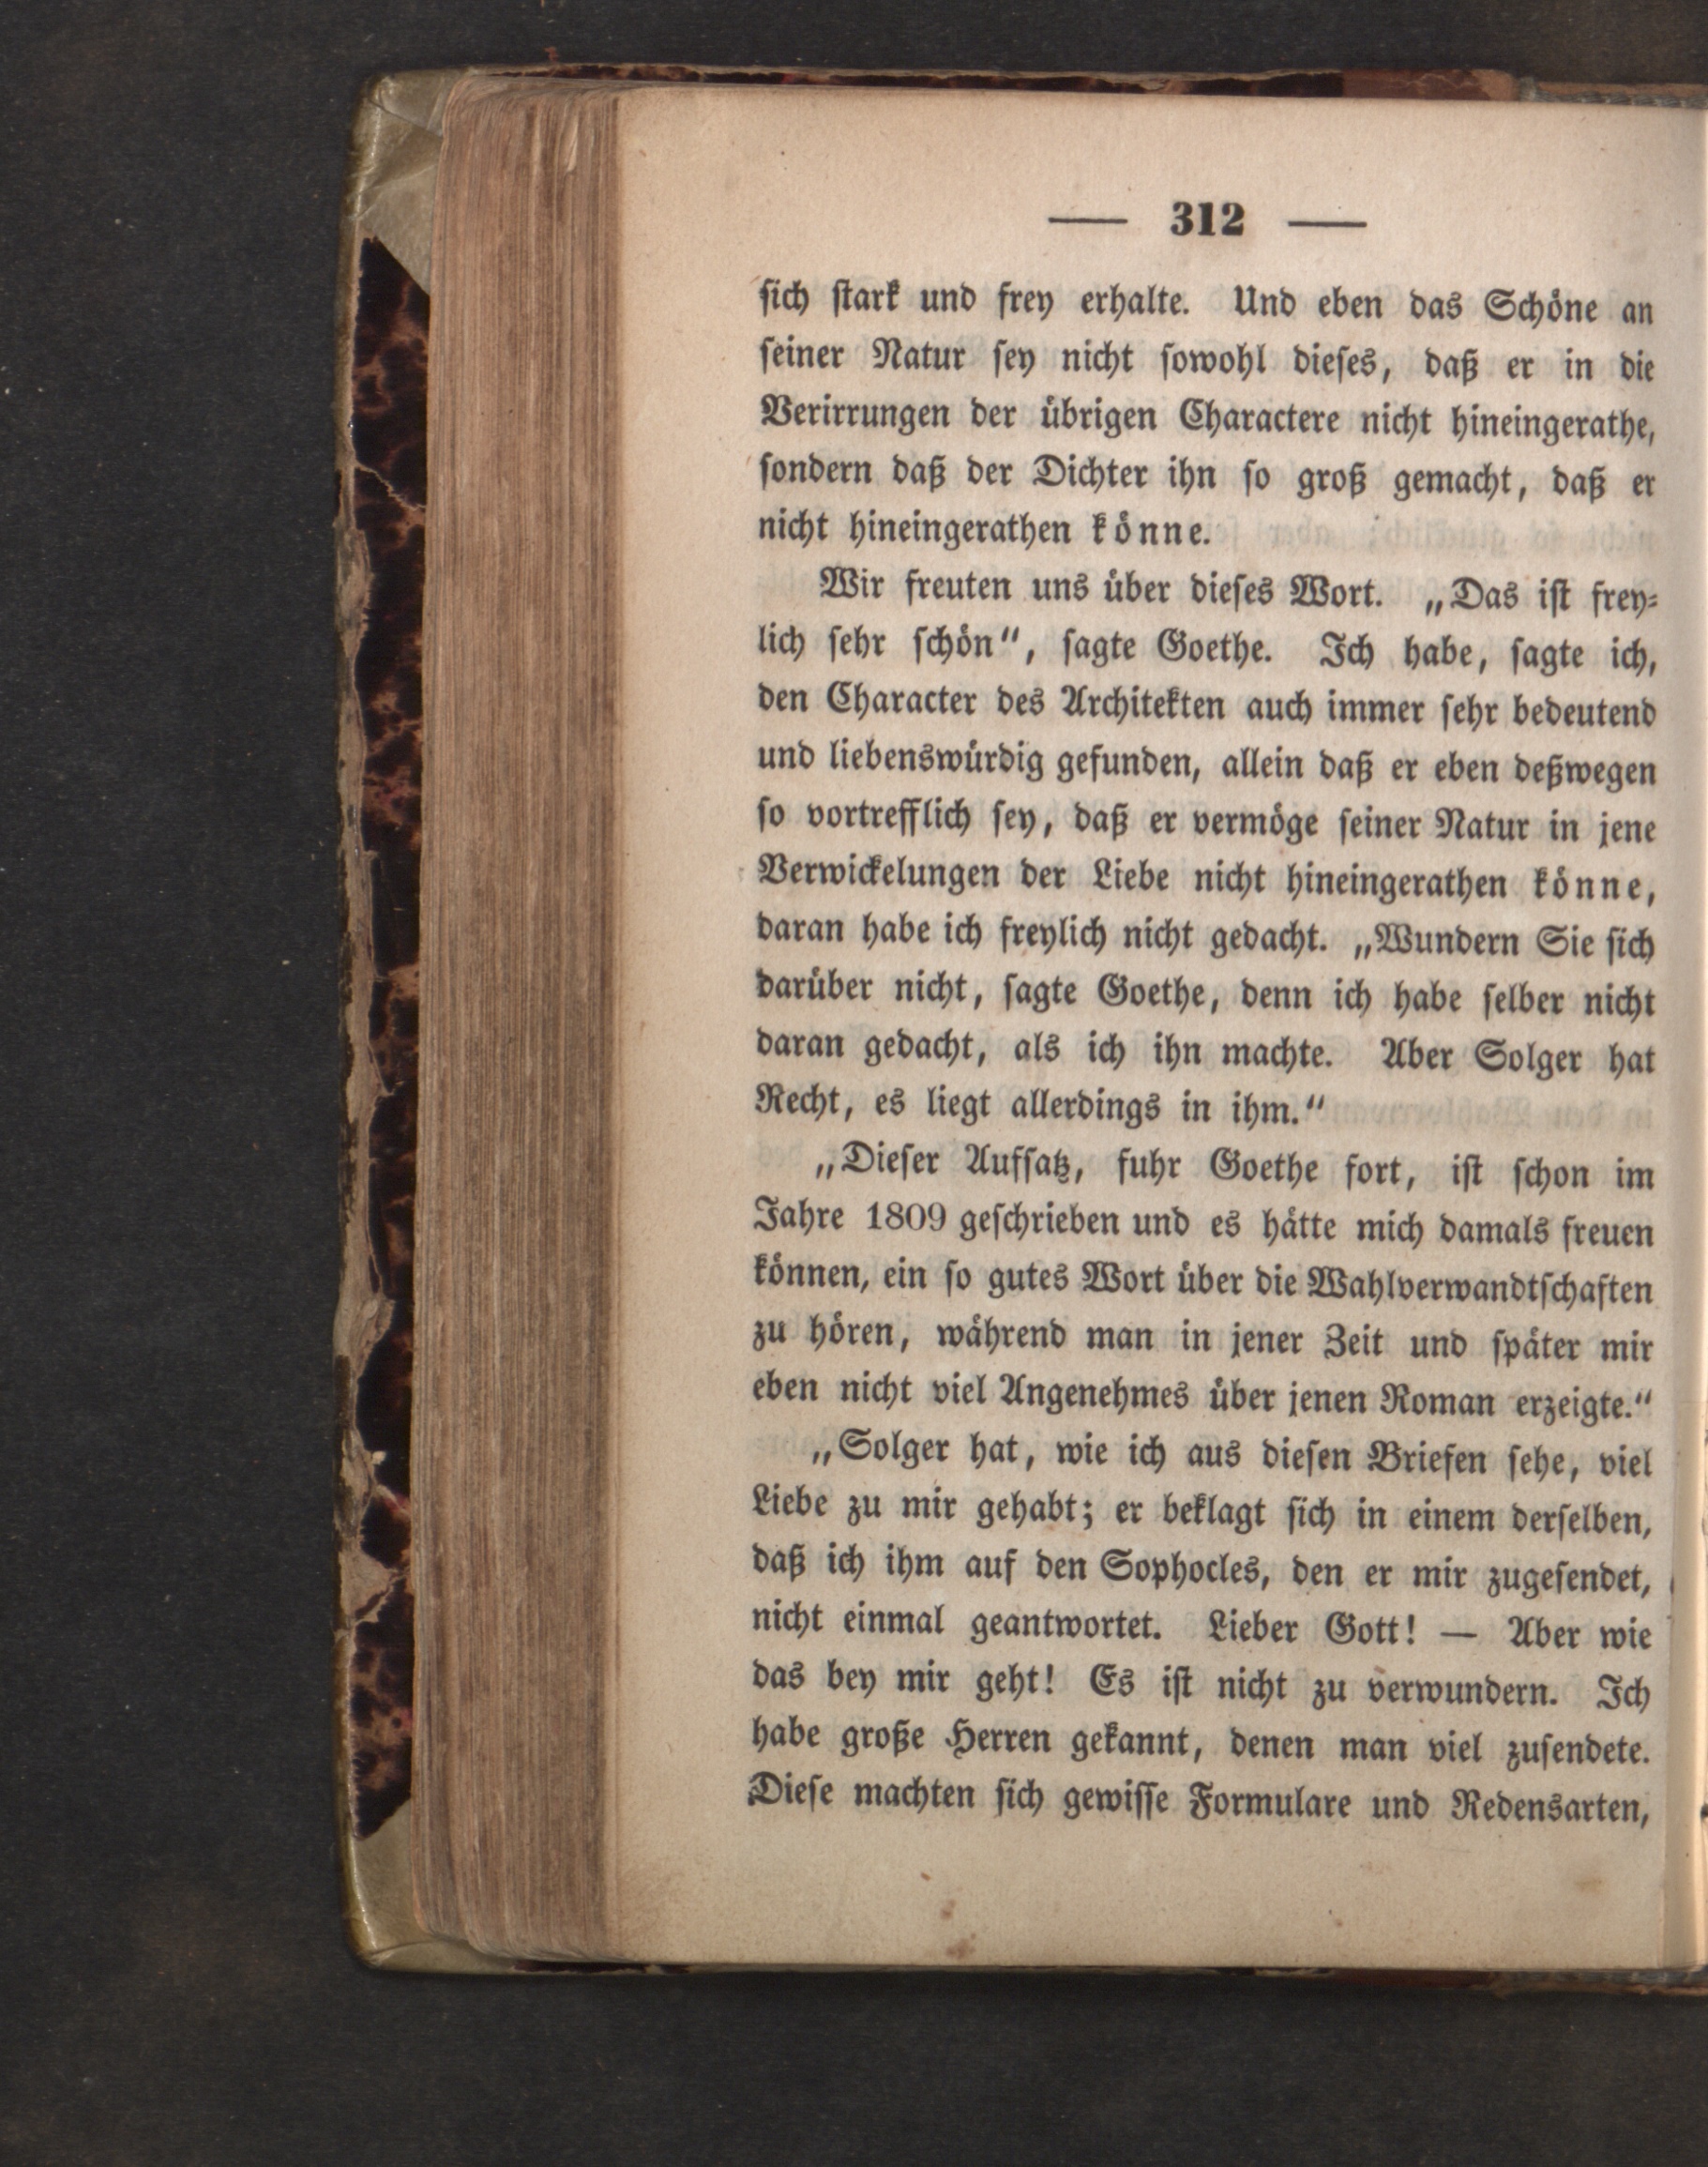 — 312 —
sich stark und frey erhalte. Und eben das Schöne an
seiner Natur sey nicht sowohl dieses, daß er in die
Verirrungen der übrigen Charactere nicht hineingerathe,
sondern daß der Dichter ihn so groß gemacht, daß er
nicht hineingerathen könne.
Wir freuten uns über dieses Wort. „Das ist frey-
lich sehr schön“, sagte Goethe. Ich habe, sagte ich,
den Character des Architekten auch immer sehr bedeutend
und liebenswürdig gefunden, allein daß er eben deßwegen
so vortrefflich sey, daß er vermöge seiner Natur in jene
Verwickelungen der Liebe nicht hineingerathen könne,
daran habe ich freylich nicht gedacht. „Wundern Sie sich
darüber nicht, sagte Goethe, denn ich habe selber nicht
daran gedacht, als ich ihn machte. Aber Solger hat
Recht, es liegt allerdings in ihm.“
„Dieser Aufsatz, fuhr Goethe fort, ist schon im
Jahre 1809 geschrieben und es hätte mich damals freuen
können, ein so gutes Wort über die Wahlverwandtschaften
zu hören, während man in jener Zeit und später mir
eben nicht viel Angenehmes über jenen Roman erzeigte.“
„Solger hat, wie ich aus diesen Briefen sehe, viel
Liebe zu mir gehabt; er beklagt sich in einem derselben,
daß ich ihm auf den Sophocles, den er mir zugesendet,
nicht einmal geantwortet. Lieber Gott! — Aber wie
das bey mir geht! Es ist nicht zu verwundern. Ich
habe große Herren gekannt, denen man viel zusendete.
Diese machten sich gewisse Formulare und Redensarten,